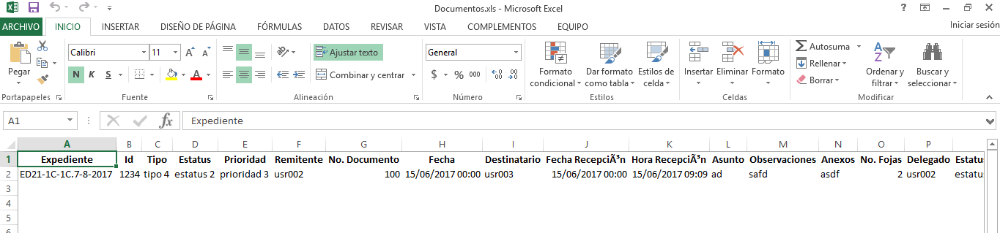 Documentos.xls - Microsoft Excel
ARCHIVO INICIO INSERTAR DISEÑO DE PÁGINA FÓRMULAS DATOS REVISAR VISTA COMPLEMENTOS EQUIPO Iniciar sesión
Pegar
Calibri 11
N K S
Ajustar texto
Combinar y centrar
General
$ % 000
Formato condicional
Dar formato como tabla
Estilos de celda
Insertar Eliminar Formato
Autosuma
Rellenar
Borrar
Ordenar y filtrar
Buscar y seleccionar
Portapapeles Fuente Alineación Número Estilos Celdas Modificar
A1 fx Expediente
A B C D E F G H I J K L M N O P
1 Expediente Id Tipo Estatus Prioridad Remitente No. Documento Fecha Destinatario Fecha RecepciÃ³n Hora RecepciÃ³n Asunto Observaciones Anexos No. Fojas Delegado Estatus
2 ED21-1C-1C.7-8-2017 1234 tipo 4 estatus 2 prioridad 3 usr002 100 15/06/2017 00:00 usr003 15/06/2017 00:00 15/06/2017 09:09 ad safd asdf 2 usr002 estatus
3
4
5
6